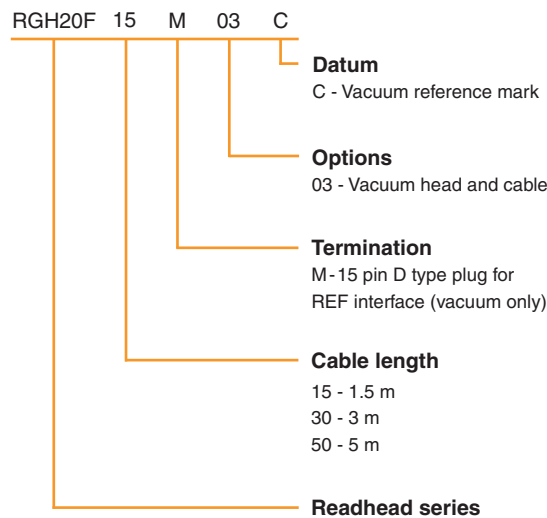 RGH20F 15 M 03 C
Datum
C - Vacuum reference mark
Options
03 - Vacuum head and cable
Termination
M-15 pin D type plug for
REF interface (vacuum only)
Cable length
15 - 1.5 m
30 - 3 m
50 - 5 m
Readhead series